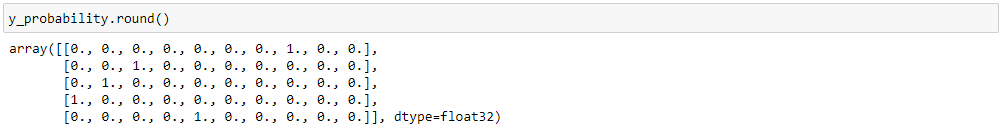 y_probability.round()
array([[0., 0., 0., 0., 0., 0., 0., 1., 0., 0.],
[0., 0., 1., 0., 0., 0., 0., 0., 0., 0.],
[0., 1., 0., 0., 0., 0., 0., 0., 0., 0.],
[1., 0., 0., 0., 0., 0., 0., 0., 0., 0.],
[0., 0., 0., 0., 1., 0., 0., 0., 0., 0.]], dtype=float32)